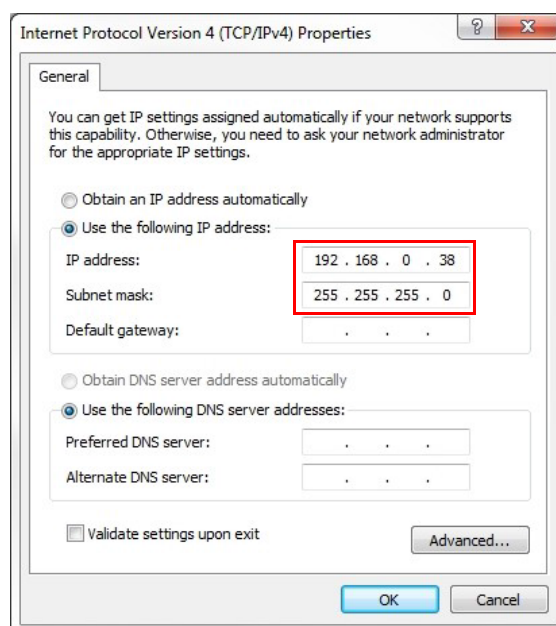 Internet Protocol Version 4 (TCP/IPv4) Properties
?
General
You can get IP settings assigned automatically if your network supports
this capability. Otherwise, you need to ask your network administrator
for the appropriate IP settings.
Obtain an IP address automatically
Use the following IP address:
IP address: 192 . 168 . 0 . 38
Subnet mask: 255 . 255 . 255 . 0
Default gateway: . . .
Obtain DNS server address automatically
Use the following DNS server addresses:
Preferred DNS server: . . .
Alternate DNS server: . . .
Validate settings upon exit
Advanced...
OK Cancel